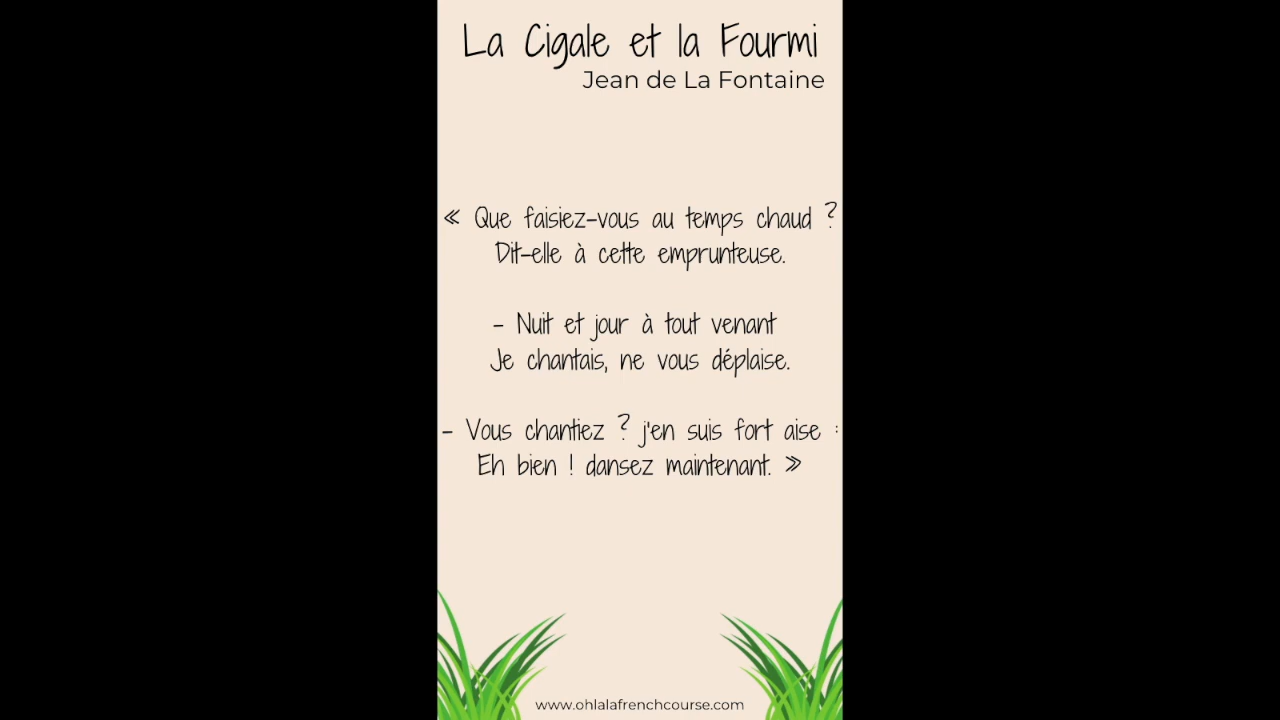 La Cigale et la Fourmi
Jean de La Fontaine
« Que faisiez-vous au temps chaud ?
Dit-elle à cette emprunteuse.
- Nuit et jour à tout venant
Je chantais, ne vous déplaise.
- Vous chantiez ? j'en suis fort aise :
Eh bien ! dansez maintenant. »
www.ohlalafrenchcourse.com